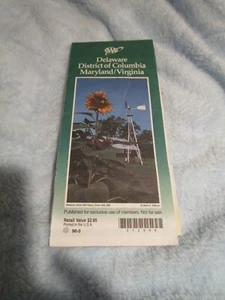 AAA
Delaware
District of Columbia
Maryland/Virginia
Published for exclusive use of members. Not for sale.
Retail Value $2.95
Printed in the U.S.A.